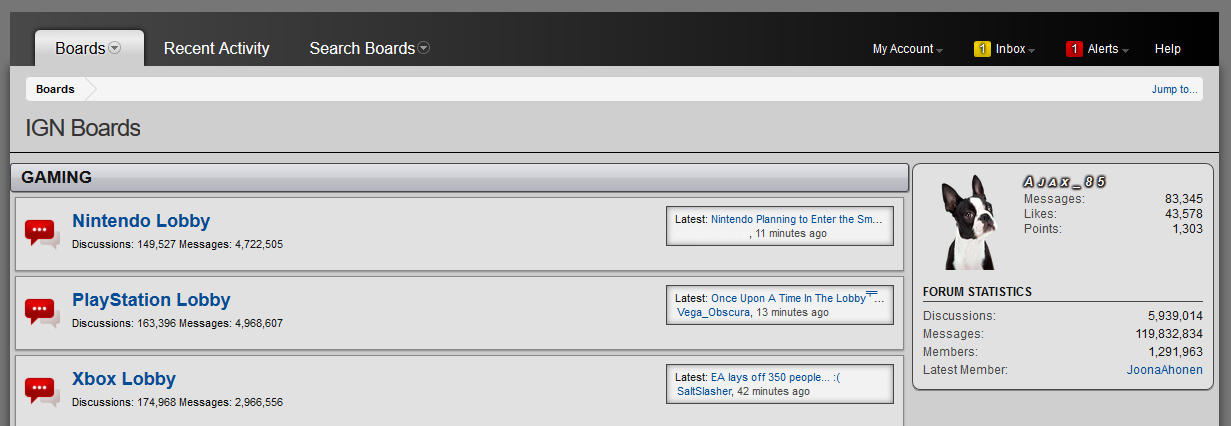 Boards
Recent Activity
Search Boards
My Account
1 Inbox
1 Alerts
Help
Boards
Jump to...
IGN Boards
GAMING
Nintendo Lobby
Discussions: 149,527 Messages: 4,722,505
Latest: Nintendo Planning to Enter the Sm...
, 11 minutes ago
PlayStation Lobby
Discussions: 163,396 Messages: 4,968,607
Latest: Once Upon A Time In The Lobby ...
Vega_Obscura, 13 minutes ago
Xbox Lobby
Discussions: 174,968 Messages: 2,966,556
Latest: EA lays off 350 people... :(
SaltSlasher, 42 minutes ago
Ajax_85
Messages: 83,345
Likes: 43,578
Points: 1,303
FORUM STATISTICS
Discussions: 5,939,014
Messages: 119,832,834
Members: 1,291,963
Latest Member: JoonaAhonen